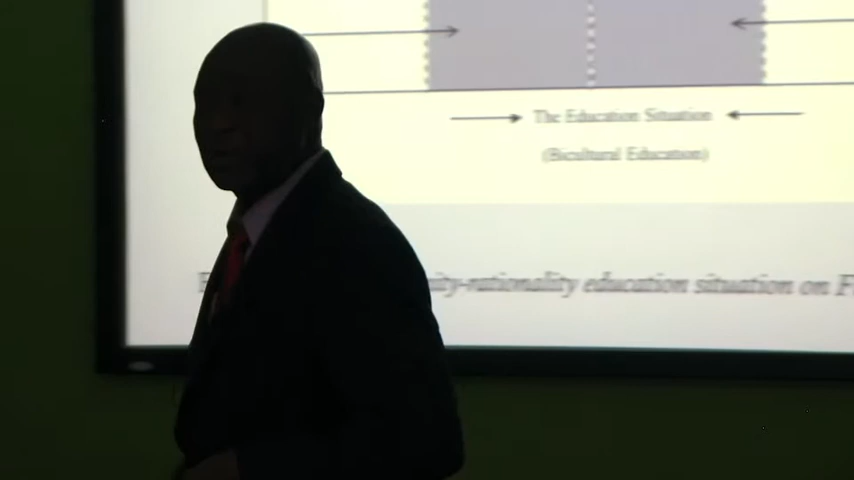 The Education Situation
(Bicultural Education)
ity-rationality education situation on F